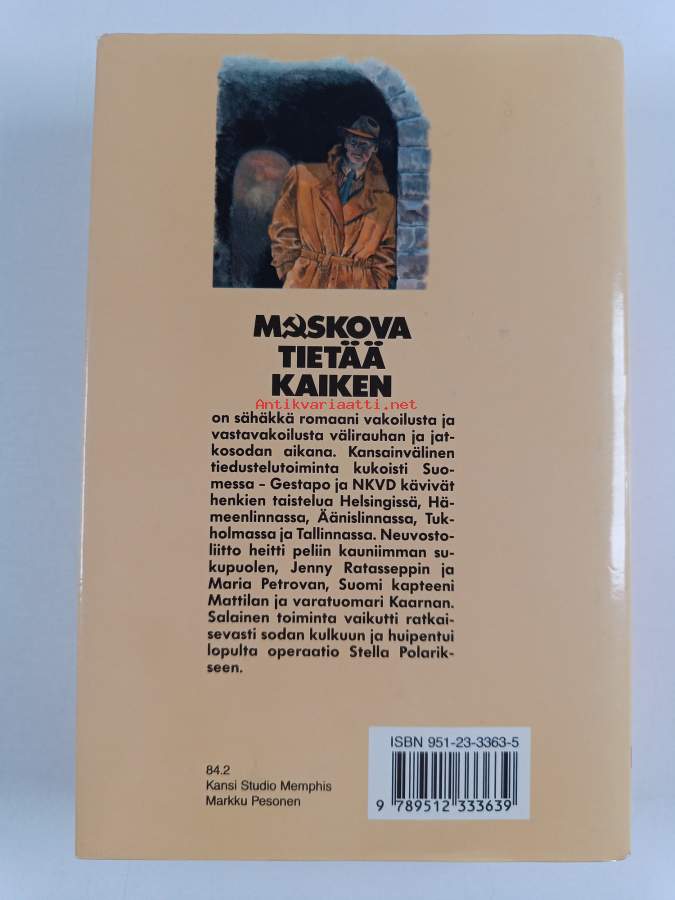 MOSKOVA
TIETÄÄ
KAIKEN
Antikvariaatti.net
on sähäkkä romaani vakoilusta ja
vastavakoilusta välirauhan ja jat-
kosodan aikana. Kansainvälinen
tiedustelutoiminta kukoisti Suo-
messa – Gestapo ja NKVD kävivät
henkien taistelua Helsingissä, Hä-
meenlinnassa, Äänislinnassa, Tuk-
holmassa ja Tallinnassa. Neuvosto-
liitto heitti peliin kauniimman su-
kupuolen, Jenny Ratasseppin ja
Maria Petrovan, Suomi kapteeni
Mattilan ja varatuomari Kaarnan.
Salainen toiminta vaikutti ratkai-
sevasti sodan kulkuun ja huipentui
lopulta operaatio Stella Polarik-
seen.
ISBN 951-23-3363-5
84.2
Kansi Studio Memphis
Markku Pesonen
9 789512 333639